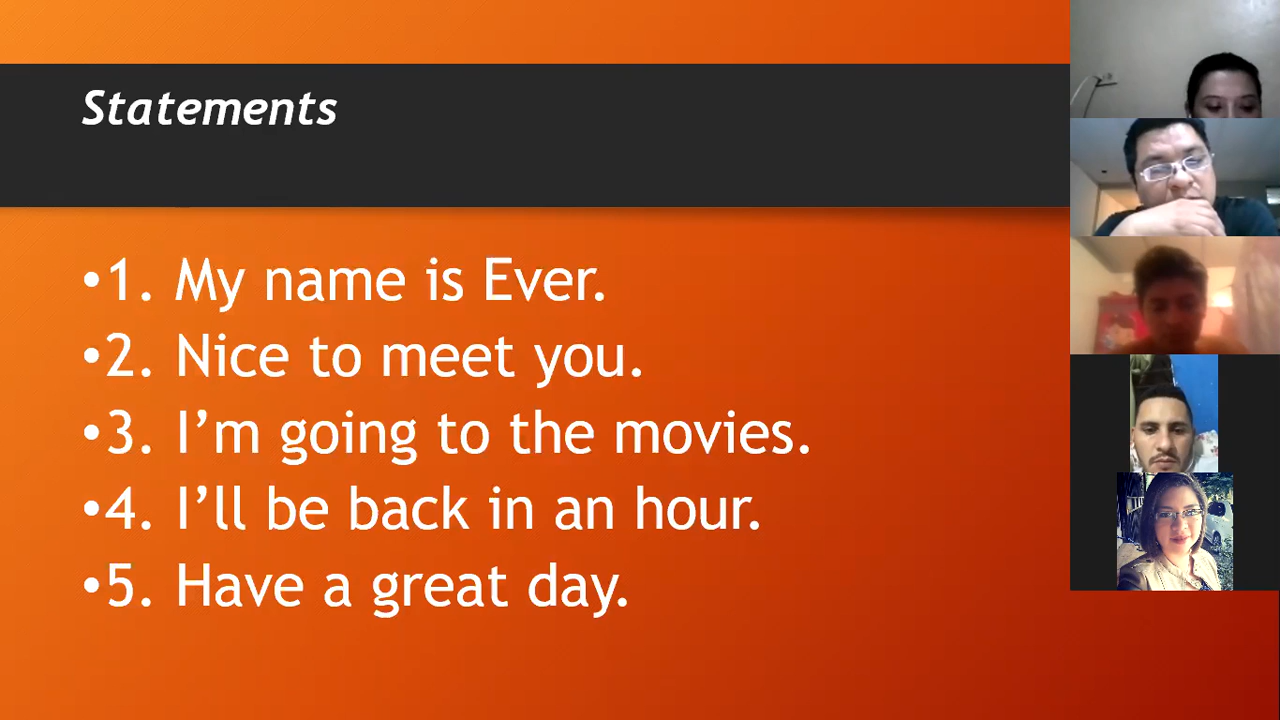 Statements
•1. My name is Ever.
•2. Nice to meet you.
•3. I’m going to the movies.
•4. I’ll be back in an hour.
•5. Have a great day.